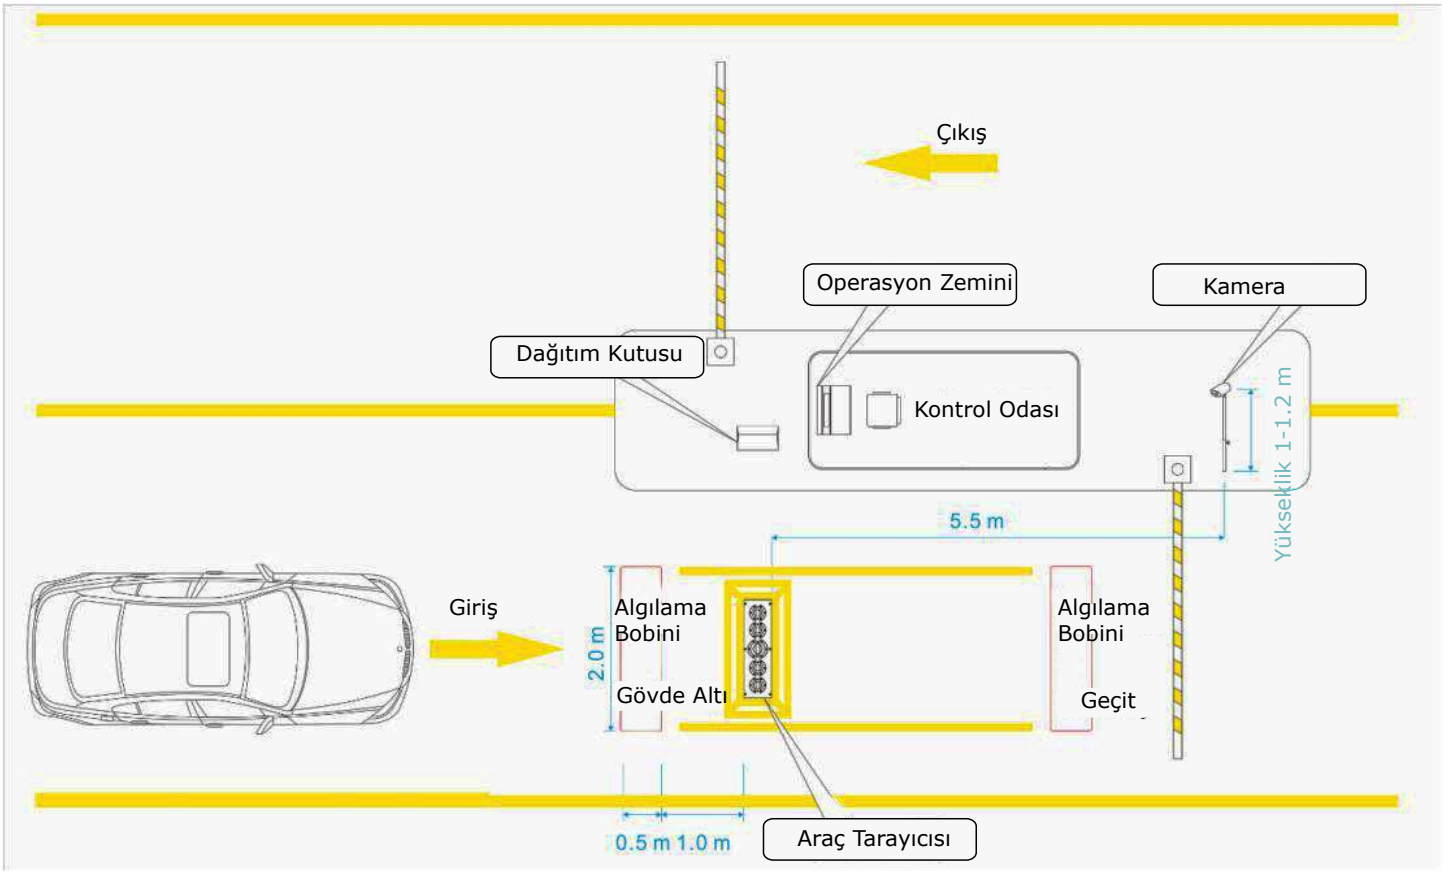 Çıkış
Operasyon Zemini
Kamera
Dağıtım Kutusu
Kontrol Odası
Yükseklik 1-1.2 m
5.5 m
Giriş
Algılama
Bobini
2.0 m
Gövde Altı
Algılama
Bobini
Geçit
0.5 m 1.0 m
Araç Tarayıcısı